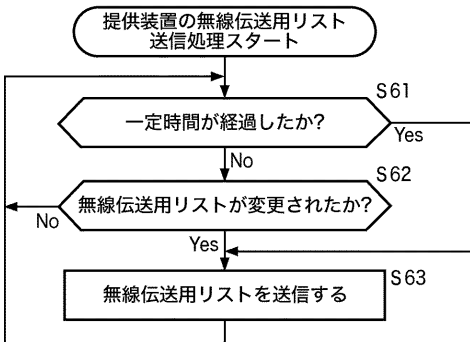 提供装置の無線伝送用リスト
送信処理スタート
S61
一定時間が経過したか?
Yes
No
S62
無線伝送用リストが変更されたか?
No
Yes
S63
無線伝送用リストを送信する